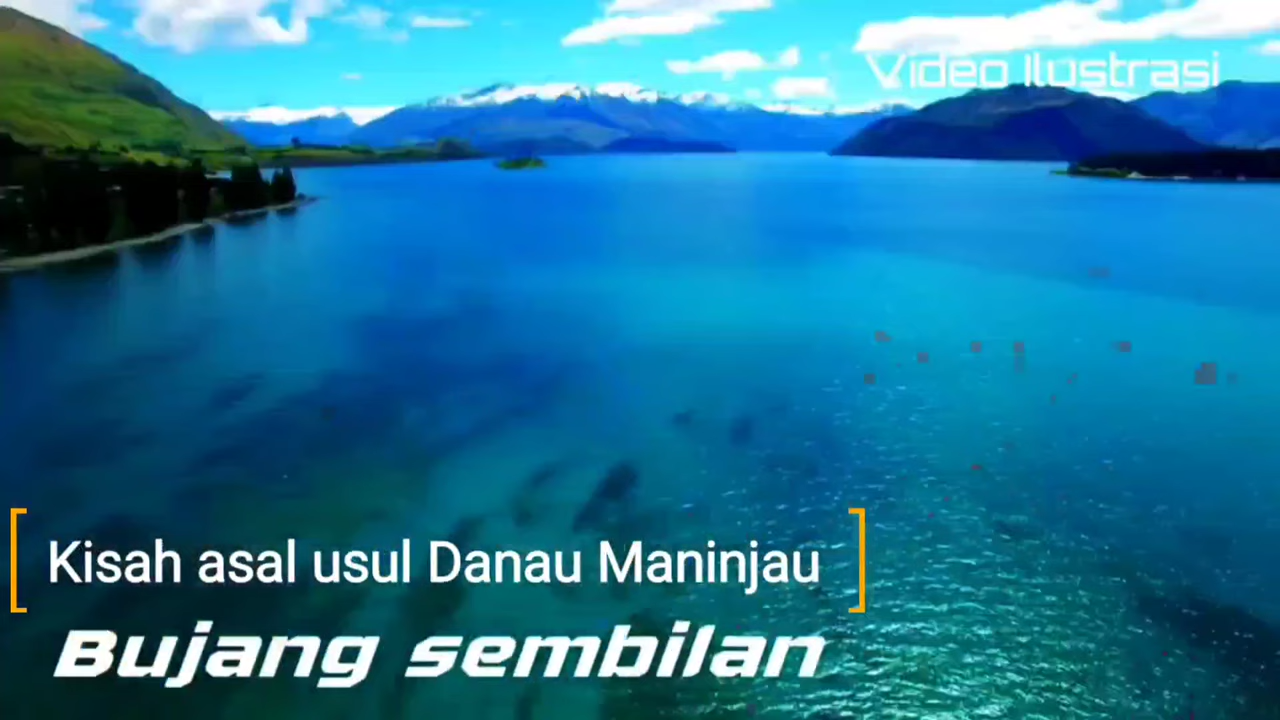 Video Ilustrasi
Kisah asal usul Danau Maninjau
Bujang sembilan